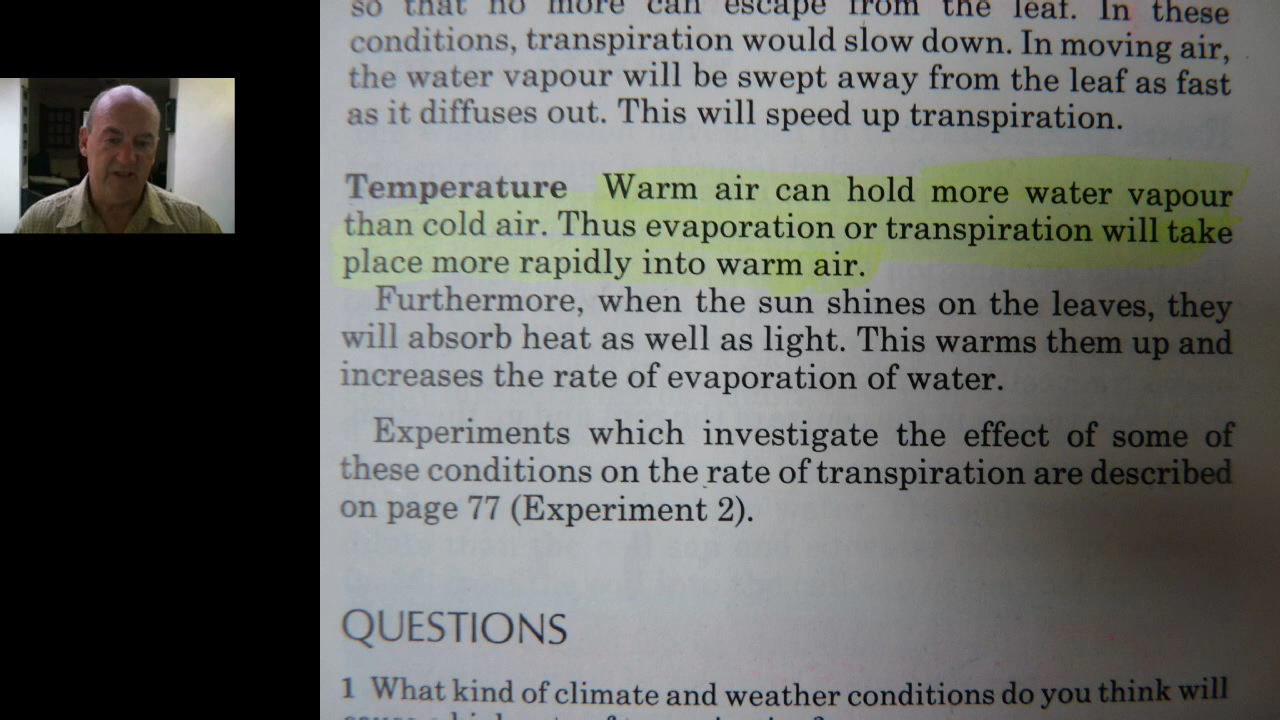 so that no more can escape from the leaf. In these
conditions, transpiration would slow down. In moving air,
the water vapour will be swept away from the leaf as fast
as it diffuses out. This will speed up transpiration.
Temperature Warm air can hold more water vapour
than cold air. Thus evaporation or transpiration will take
place more rapidly into warm air.
Furthermore, when the sun shines on the leaves, they
will absorb heat as well as light. This warms them up and
increases the rate of evaporation of water.
Experiments which investigate the effect of some of
these conditions on the rate of transpiration are described
on page 77 (Experiment 2).
QUESTIONS
1 What kind of climate and weather conditions do you think will